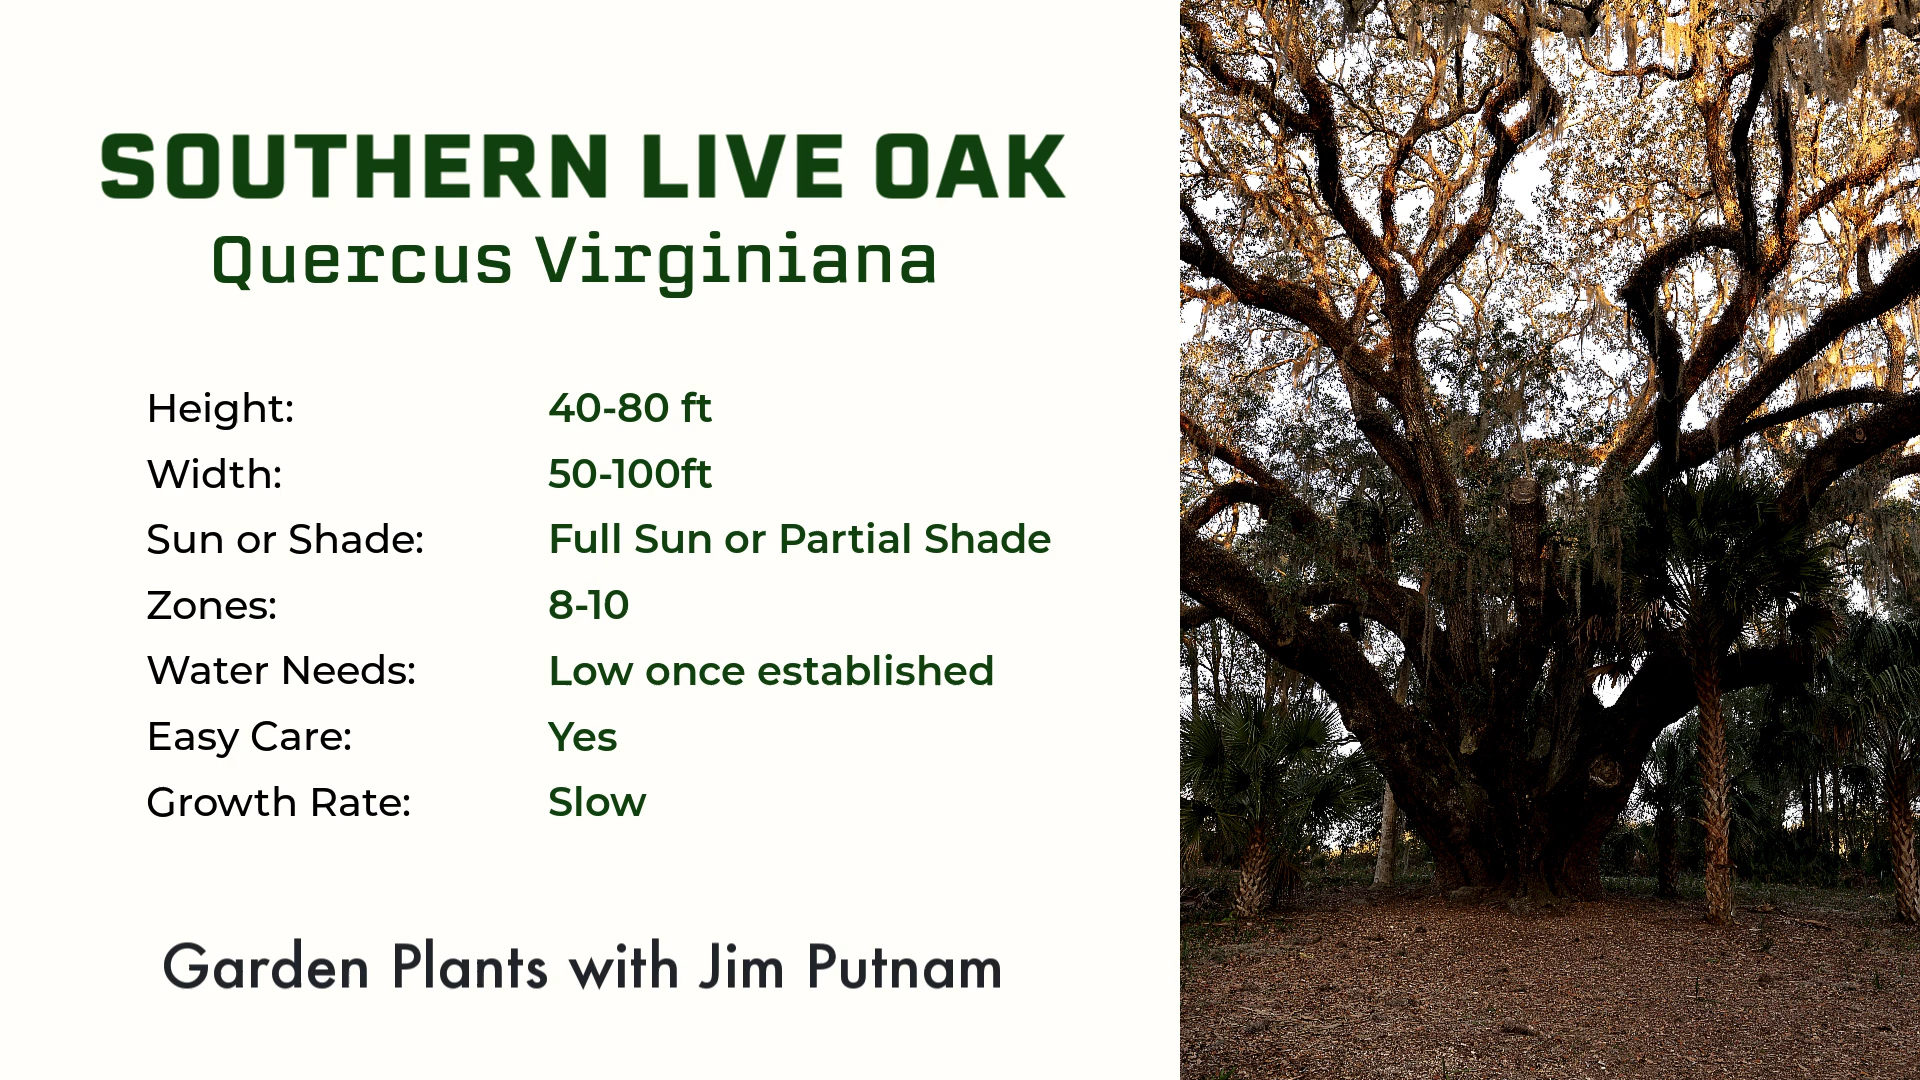 SOUTHERN LIVE OAK
Quercus Virginiana
Height: 40-80 ft
Width: 50-100ft
Sun or Shade: Full Sun or Partial Shade
Zones: 8-10
Water Needs: Low once established
Easy Care: Yes
Growth Rate: Slow
Garden Plants with Jim Putnam